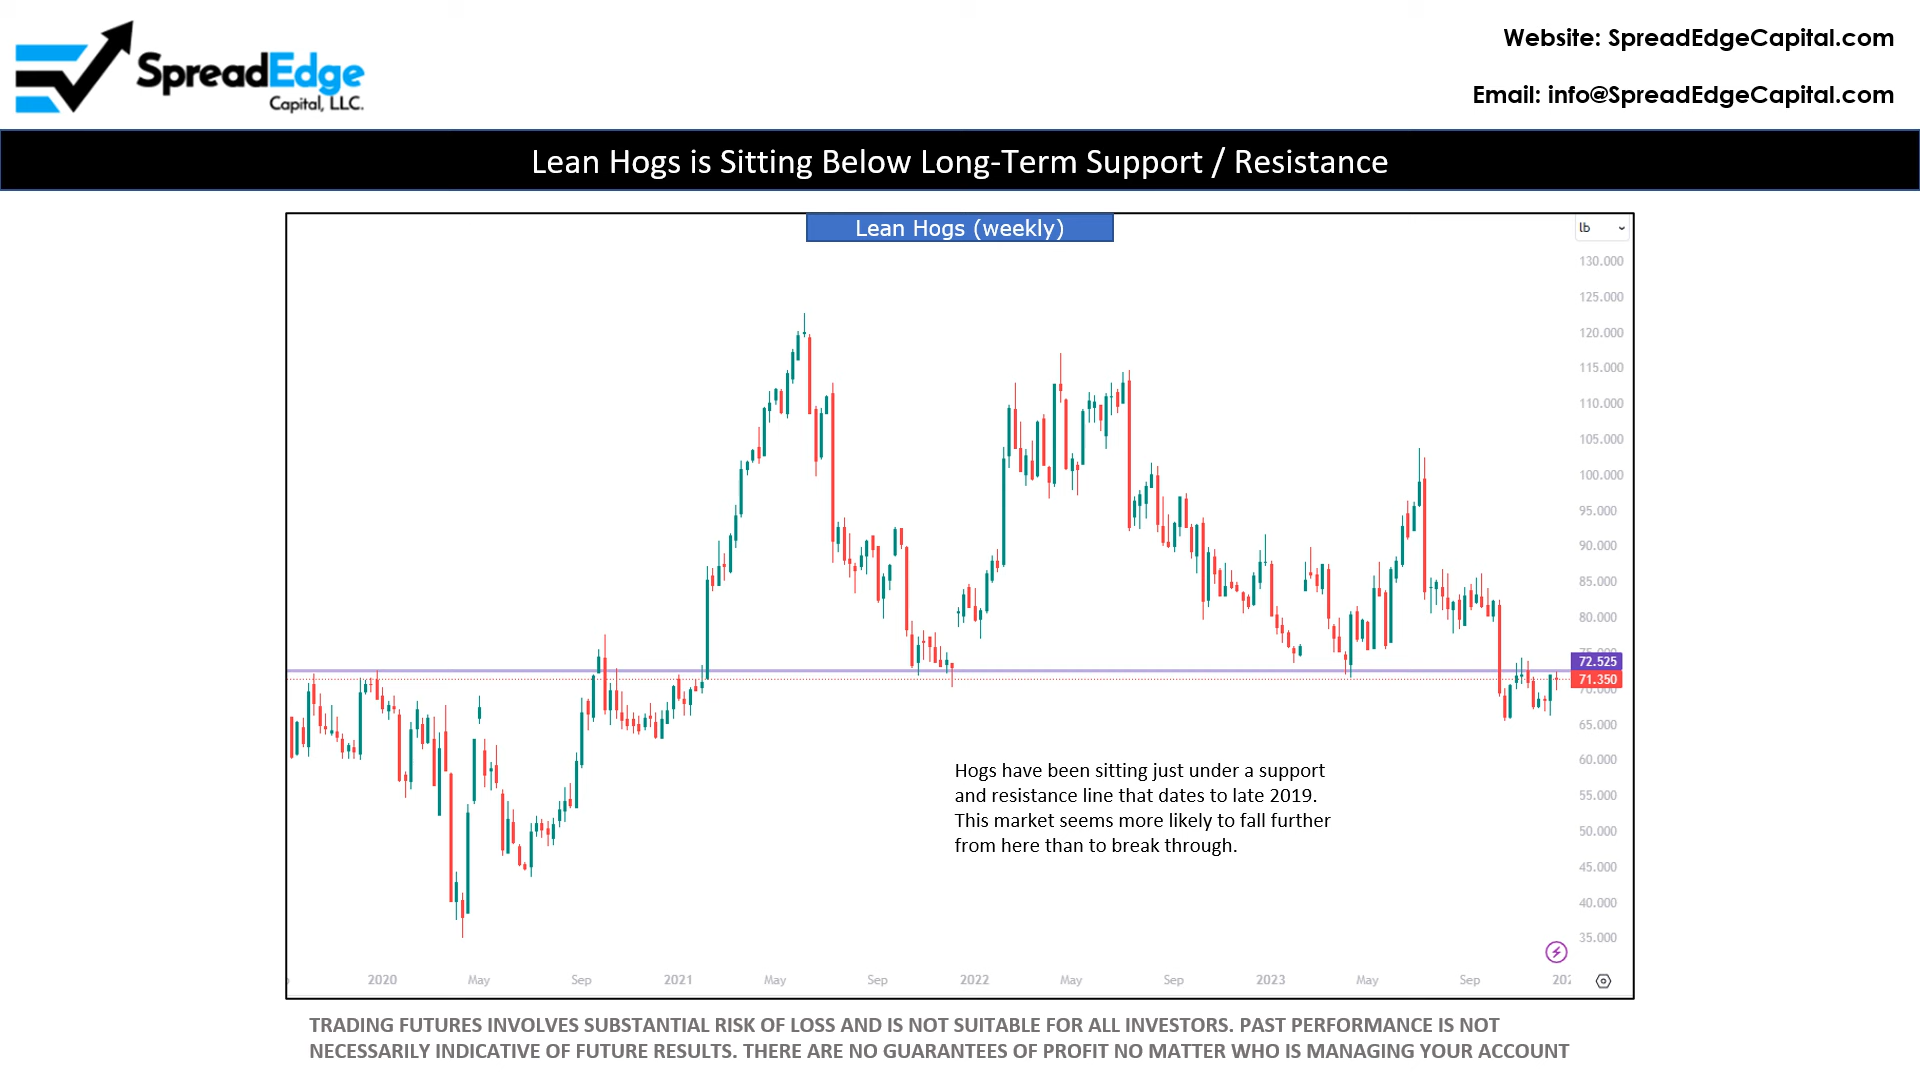 SpreadEdge
Capital, LLC.
Website: SpreadEdgeCapital.com
Email: info@SpreadEdgeCapital.com
Lean Hogs is Sitting Below Long-Term Support / Resistance
Lean Hogs (weekly)
lb
130.000
125.000
120.000
115.000
110.000
105.000
100.000
95.000
90.000
85.000
80.000
75.000
72.525
71.350
70.000
65.000
60.000
55.000
50.000
45.000
40.000
35.000
Hogs have been sitting just under a support
and resistance line that dates to late 2019.
This market seems more likely to fall further
from here than to break through.
2020 May Sep 2021 May Sep 2022 May Sep 2023 May Sep
TRADING FUTURES INVOLVES SUBSTANTIAL RISK OF LOSS AND IS NOT SUITABLE FOR ALL INVESTORS. PAST PERFORMANCE IS NOT
NECESSARILY INDICATIVE OF FUTURE RESULTS. THERE ARE NO GUARANTEES OF PROFIT NO MATTER WHO IS MANAGING YOUR ACCOUNT